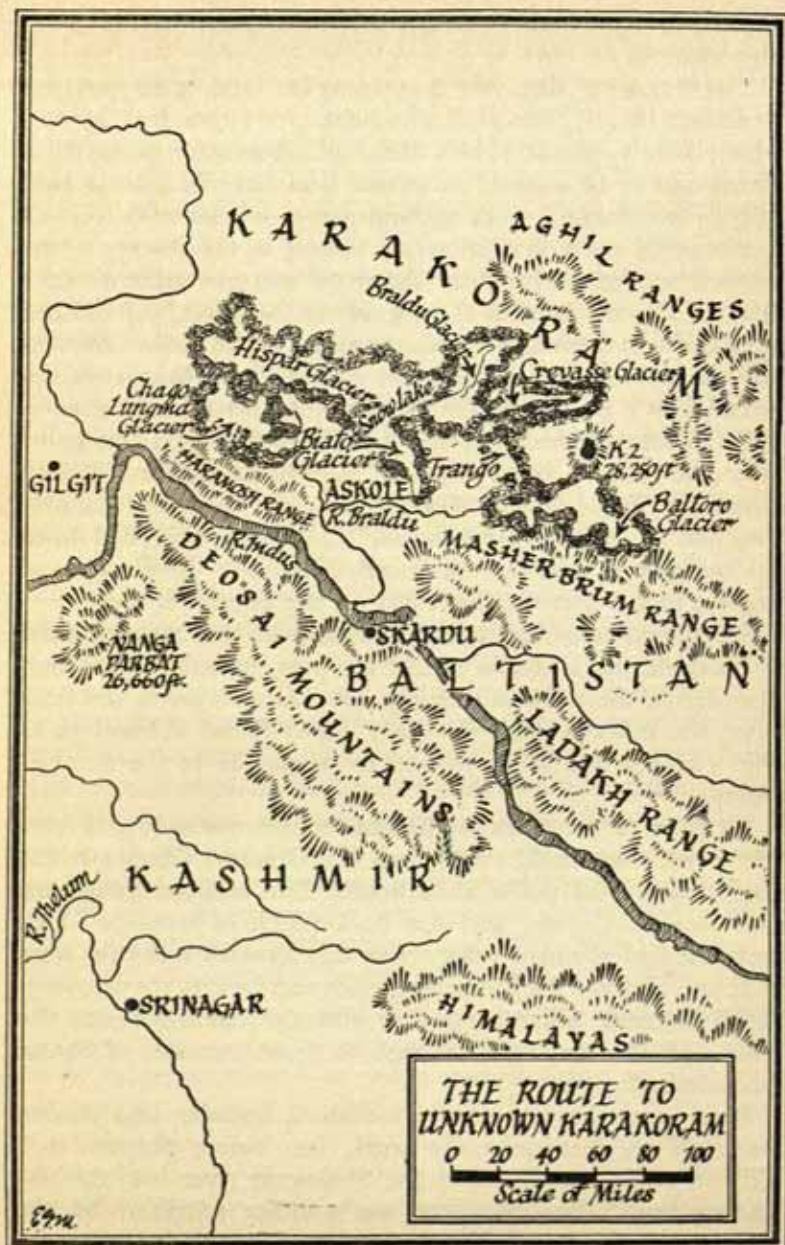 KARAKORAM
AGHIL RANGES
Braldu Glacier
Hispar Glacier
Snow Lake
Crevasse Glacier
Chago
Lungma
Glacier
Biafo
Glacier
Trango
K2
28,250 ft
GILGIT
HARAMOSH RANGE
ASKOLE
R. Braldu
Baltoro
Glacier
R. Indus
MASHERBRUM RANGE
DEOSAI MOUNTAINS
SKARDU
NANGA
PARBAT
26,660 ft.
BALTISTAN
LADAKH RANGE
KASHMIR
R. Jhelum
SRINAGAR
HIMALAYAS
THE ROUTE TO
UNKNOWN KARAKORAM
0 20 40 60 80 100
Scale of Miles